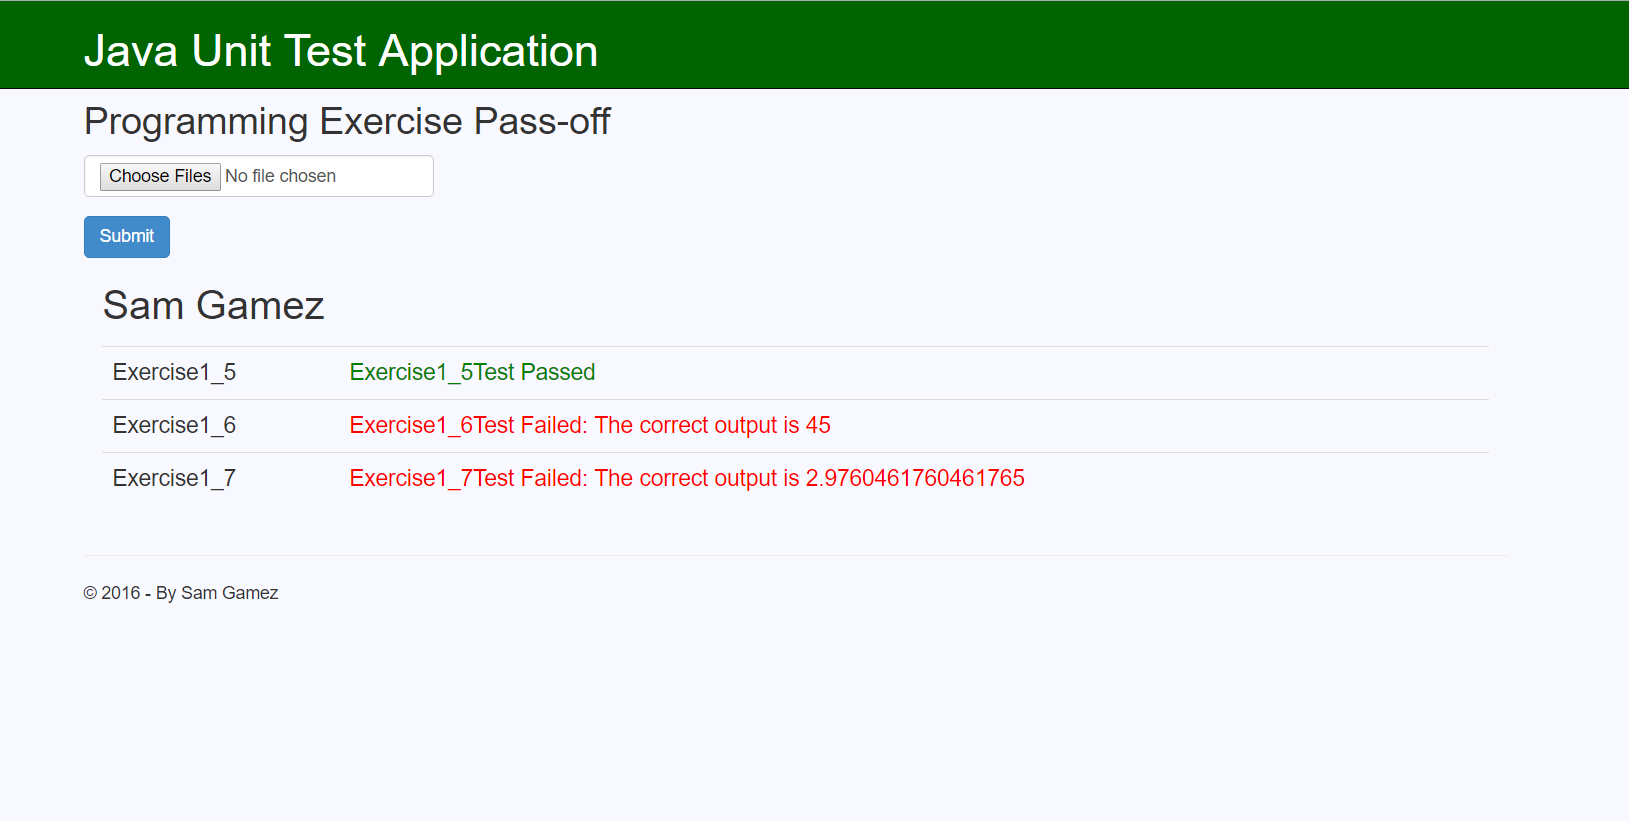 Java Unit Test Application
Programming Exercise Pass-off
Choose Files No file chosen
Submit
Sam Gamez
Exercise1_5 Exercise1_5Test Passed
Exercise1_6 Exercise1_6Test Failed: The correct output is 45
Exercise1_7 Exercise1_7Test Failed: The correct output is 2.9760461760461765
© 2016 - By Sam Gamez